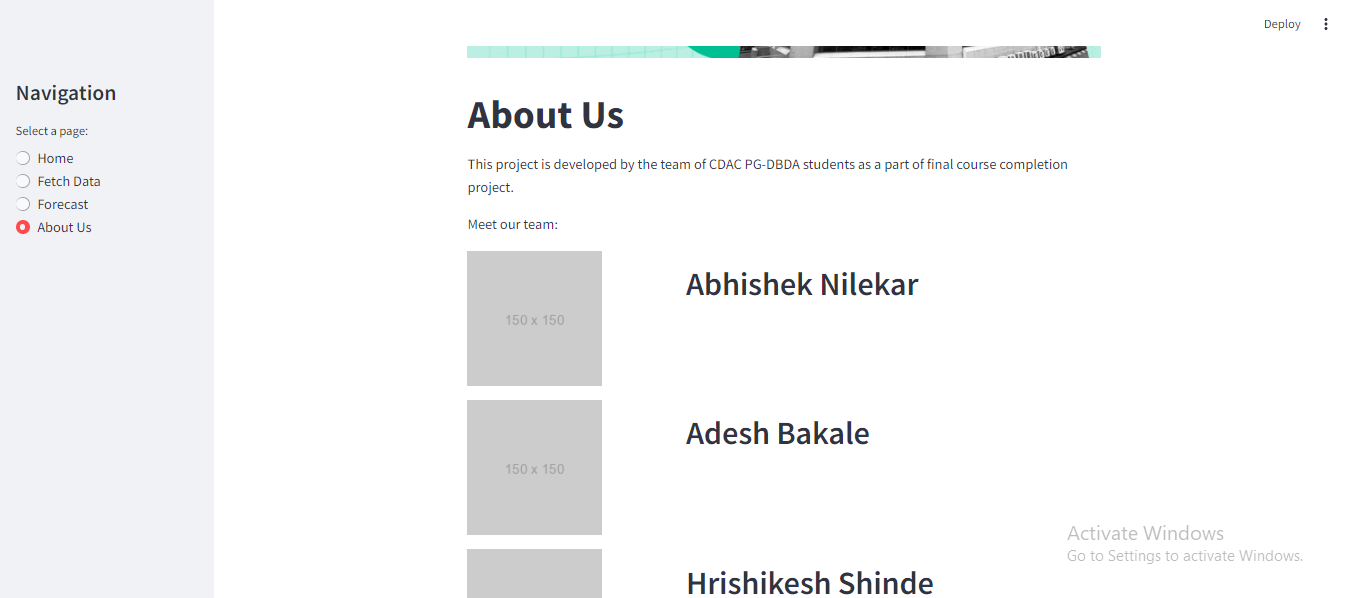 Deploy
Navigation
Select a page:
Home
Fetch Data
Forecast
About Us
About Us
This project is developed by the team of CDAC PG-DBDA students as a part of final course completion
project.
Meet our team:
150 x 150
Abhishek Nilekar
150 x 150
Adesh Bakale
Hrishikesh Shinde
Activate Windows
Go to Settings to activate Windows.